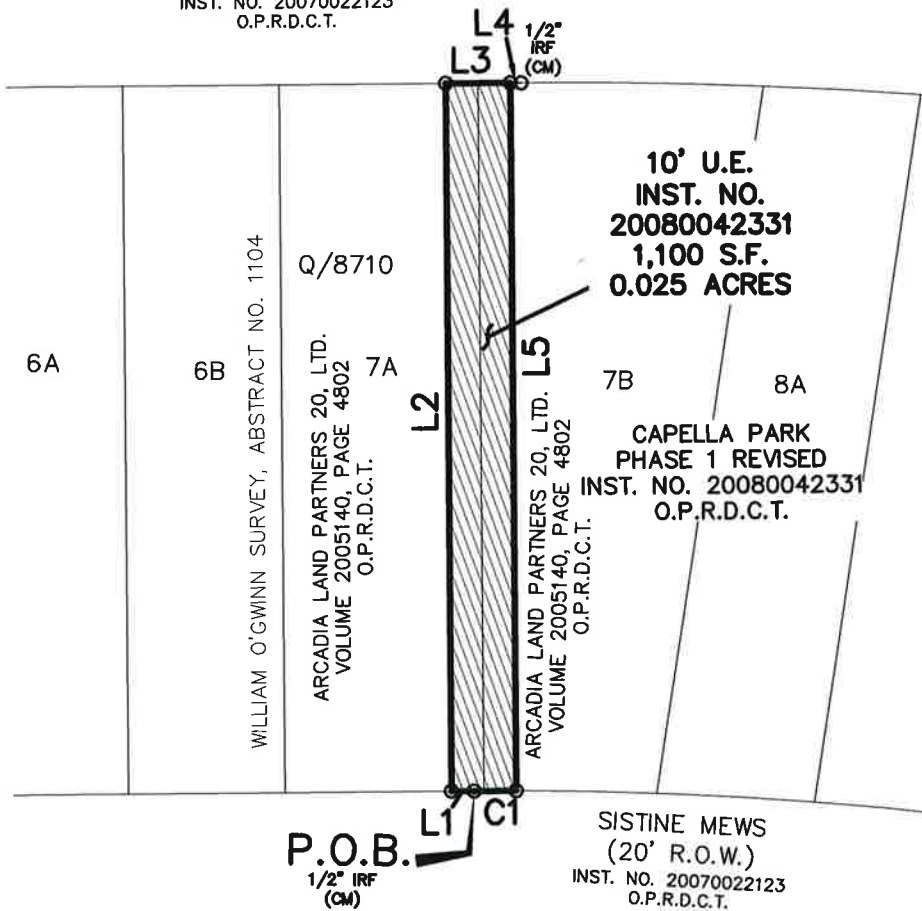 INST. NO. 20070022123
O.P.R.D.C.T.
L4
1/2" IRF (CM)
L3
10' U.E.
INST. NO.
20080042331
1,100 S.F.
0.025 ACRES
Q/8710
WILLIAM O'GWINN SURVEY, ABSTRACT NO. 1104
6A
6B
7A
ARCADIA LAND PARTNERS 20, LTD.
VOLUME 2005140, PAGE 4802
O.P.R.D.C.T.
L2
L5
ARCADIA LAND PARTNERS 20, LTD.
VOLUME 2005140, PAGE 4802
O.P.R.D.C.T.
7B
8A
CAPELLA PARK
PHASE 1 REVISED
INST. NO. 20080042331
O.P.R.D.C.T.
L1
C1
P.O.B.
1/2" IRF
(CM)
SISTINE MEWS
(20' R.O.W.)
INST. NO. 20070022123
O.P.R.D.C.T.